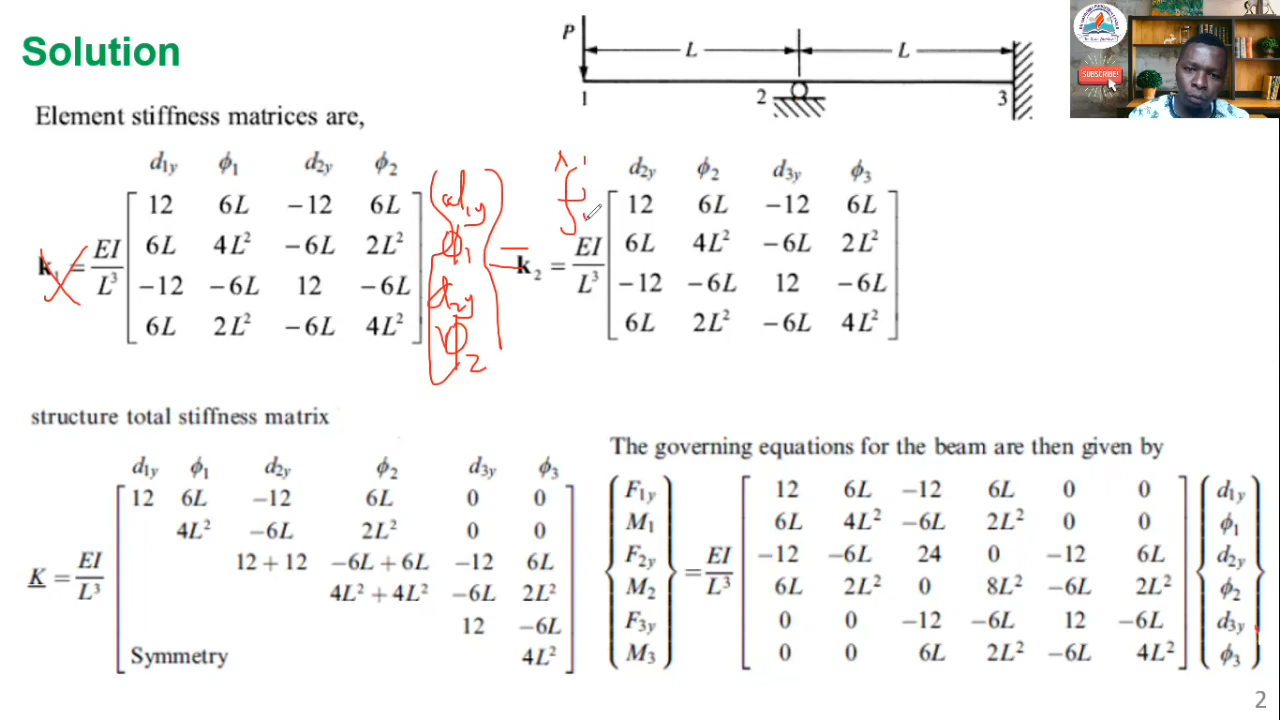 Solution
P
L L
1 2 3
SUBSCRIBE!
Element stiffness matrices are,
d1y ϕ1 d2y ϕ2
k1 = EI/L³ [ 12 6L −12 6L
6L 4L² −6L 2L²
−12 −6L 12 −6L
6L 2L² −6L 4L² ]
d1y
ϕ1
d2y
ϕ2
=
d2y ϕ2 d3y ϕ3
k2 = EI/L³ [ 12 6L −12 6L
6L 4L² −6L 2L²
−12 −6L 12 −6L
6L 2L² −6L 4L² ]
structure total stiffness matrix
d1y ϕ1 d2y ϕ2 d3y ϕ3
K = EI/L³ [ 12 6L −12 6L 0 0
4L² −6L 2L² 0 0
12 + 12 −6L + 6L −12 6L
4L² + 4L² −6L 2L²
12 −6L
Symmetry 4L² ]
The governing equations for the beam are then given by
{ F1y M1 F2y M2 F3y M3 } = EI/L³
12 6L −12 6L 0 0
6L 4L² −6L 2L² 0 0
−12 −6L 24 0 −12 6L
6L 2L² 0 8L² −6L 2L²
0 0 −12 −6L 12 −6L
0 0 6L 2L² −6L 4L²
{ d1y ϕ1 d2y ϕ2 d3y ϕ3 }
2